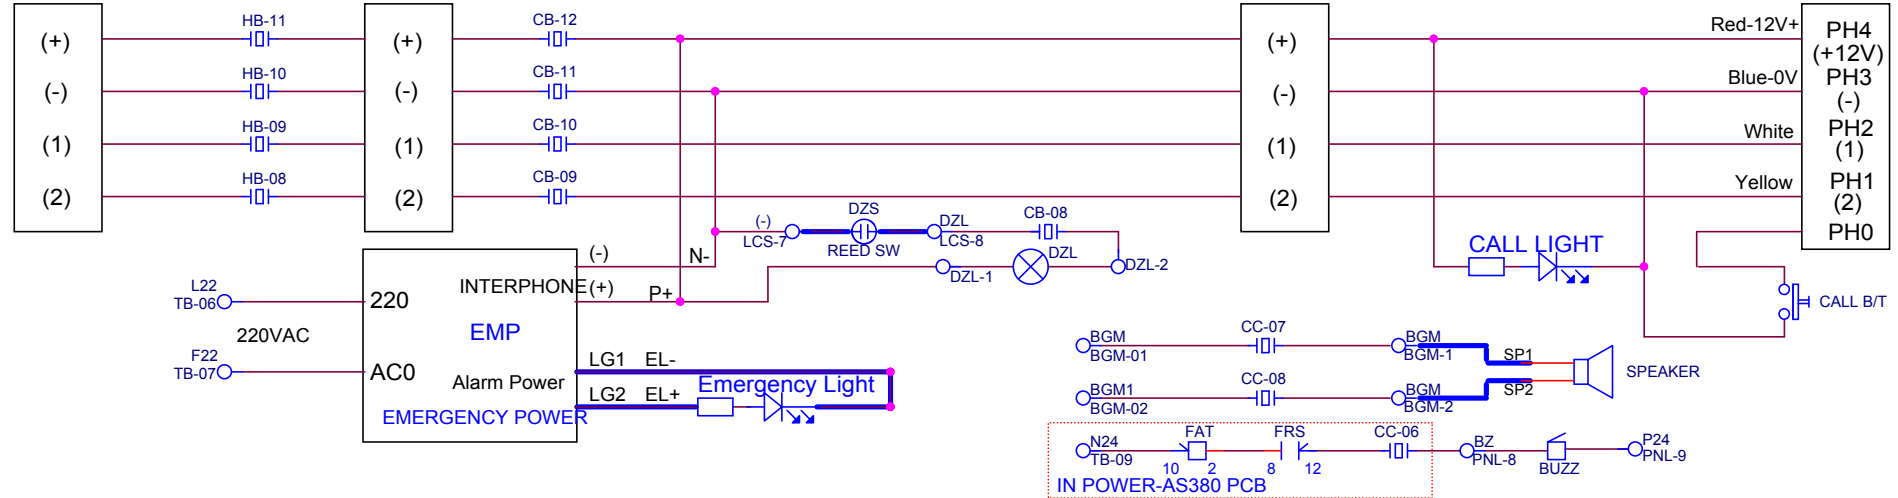 (+)
(-)
(1)
(2)
HB-11
HB-10
HB-09
HB-08
(+)
(-)
(1)
(2)
CB-12
CB-11
CB-10
CB-09
(+)
(-)
(1)
(2)
Red-12V+
Blue-0V
White
Yellow
PH4
(+12V)
PH3
(-)
PH2
(1)
PH1
(2)
PH0
(-)
LCS-7
DZS
REED SW
DZL
LCS-8
CB-08
DZL-1
DZL
DZL-2
CALL LIGHT
CALL B/T
L22
TB-06
220VAC
F22
TB-07
220
AC0
INTERPHONE
EMP
Alarm Power
EMERGENCY POWER
(-)
N-
(+)
P+
LG1 EL-
LG2 EL+
Emergency Light
BGM
BGM-01
CC-07
BGM
BGM-1
SP1
SPEAKER
BGM1
BGM-02
CC-08
BGM
BGM-2
SP2
N24
TB-09
FAT
10 2
FRS
8 12
CC-06
BZ
PNL-8
BUZZ
P24
PNL-9
IN POWER-AS380 PCB